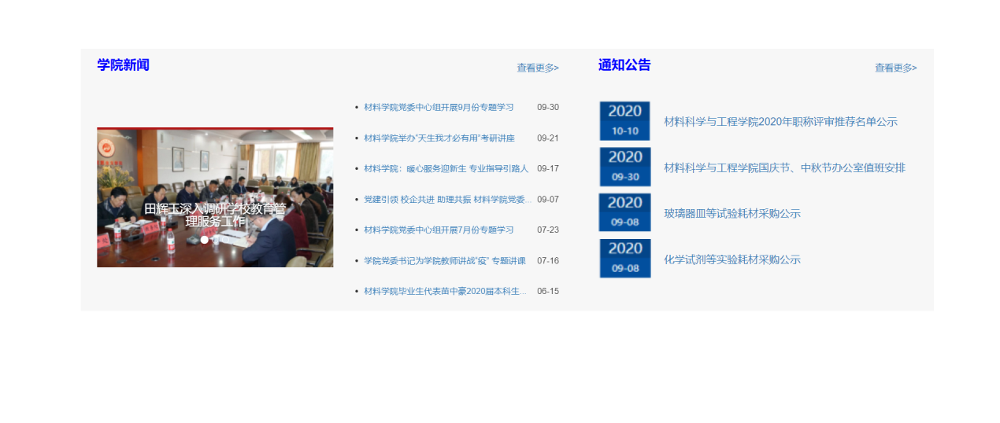 学院新闻
查看更多>
田辉玉深入调研学校教育管
理服务工作
材料学院党委中心组开展9月份专题学习 09-30
材料学院举办"天生我才必有用"考研讲座 09-21
材料学院：暖心服务迎新生 专业指导引路人 09-17
党建引领 校企共进 助理共振 材料学院党委... 09-07
材料学院党委中心组开展7月份专题学习 07-23
学院党委书记为学院教师讲战"疫" 专题讲课 07-16
材料学院毕业生代表苗中豪2020届本科生... 06-15
通知公告
查看更多>
2020
10-10
材料科学与工程学院2020年职称评审推荐名单公示
2020
09-30
材料科学与工程学院国庆节、中秋节办公室值班安排
2020
09-08
玻璃器皿等试验耗材采购公示
2020
09-08
化学试剂等实验耗材采购公示